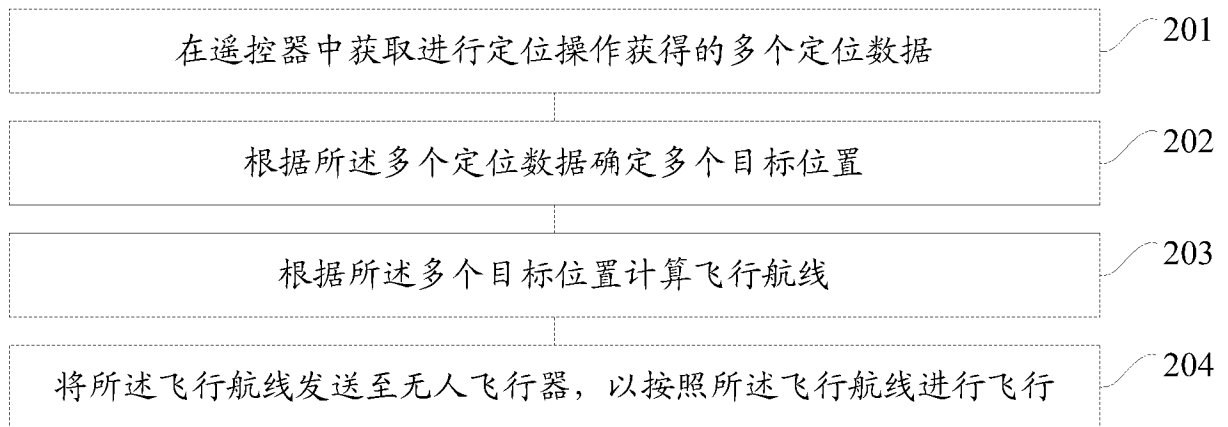 在遥控器中获取进行定位操作获得的多个定位数据
201
根据所述多个定位数据确定多个目标位置
202
根据所述多个目标位置计算飞行航线
203
将所述飞行航线发送至无人飞行器，以按照所述飞行航线进行飞行
204